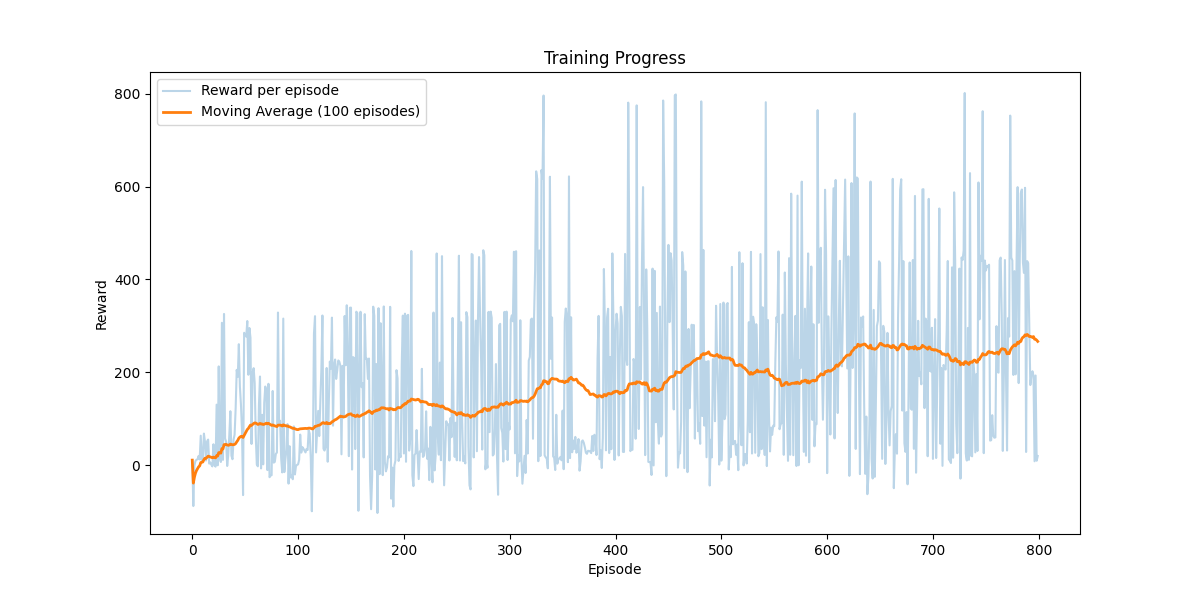 Training Progress
Reward per episode
Moving Average (100 episodes)
800
600
400
200
0
Reward
0 100 200 300 400 500 600 700 800
Episode